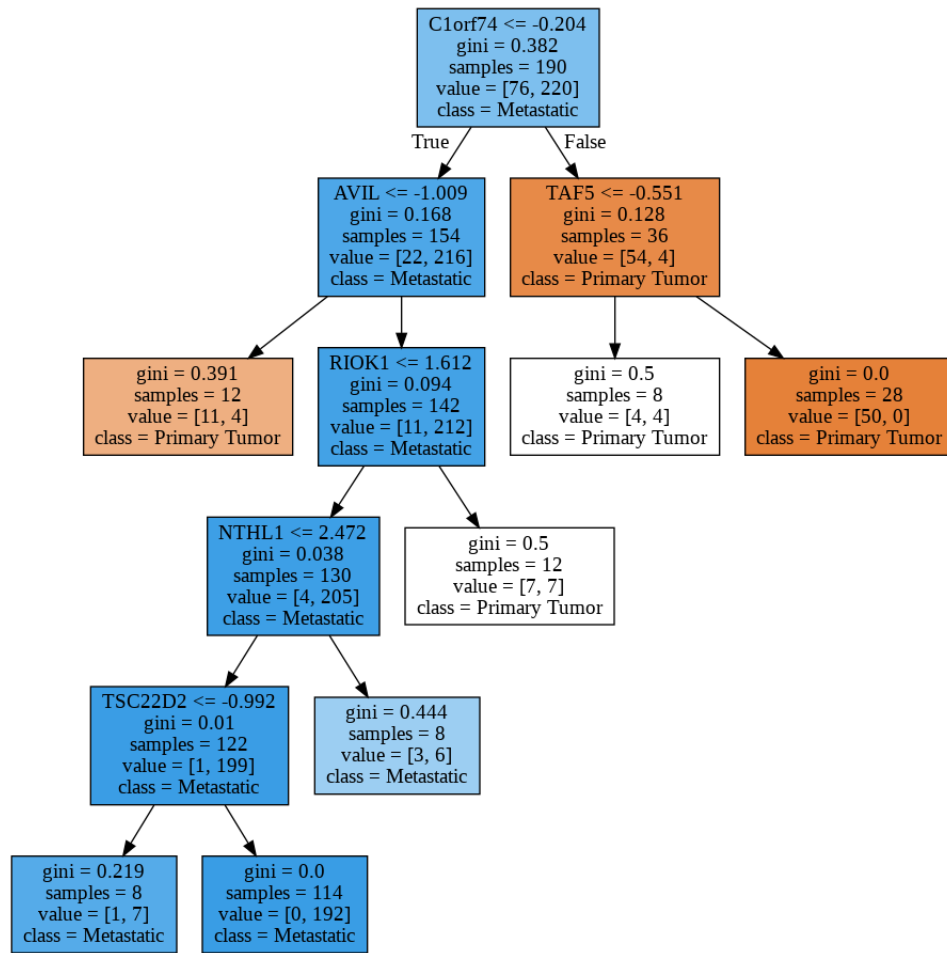 C1orf74 <= -0.204
gini = 0.382
samples = 190
value = [76, 220]
class = Metastatic
True
False
AVIL <= -1.009
gini = 0.168
samples = 154
value = [22, 216]
class = Metastatic
TAF5 <= -0.551
gini = 0.128
samples = 36
value = [54, 4]
class = Primary Tumor
gini = 0.391
samples = 12
value = [11, 4]
class = Primary Tumor
RIOK1 <= 1.612
gini = 0.094
samples = 142
value = [11, 212]
class = Metastatic
gini = 0.5
samples = 8
value = [4, 4]
class = Primary Tumor
gini = 0.0
samples = 28
value = [50, 0]
class = Primary Tumor
NTHL1 <= 2.472
gini = 0.038
samples = 130
value = [4, 205]
class = Metastatic
gini = 0.5
samples = 12
value = [7, 7]
class = Primary Tumor
TSC22D2 <= -0.992
gini = 0.01
samples = 122
value = [1, 199]
class = Metastatic
gini = 0.444
samples = 8
value = [3, 6]
class = Metastatic
gini = 0.219
samples = 8
value = [1, 7]
class = Metastatic
gini = 0.0
samples = 114
value = [0, 192]
class = Metastatic